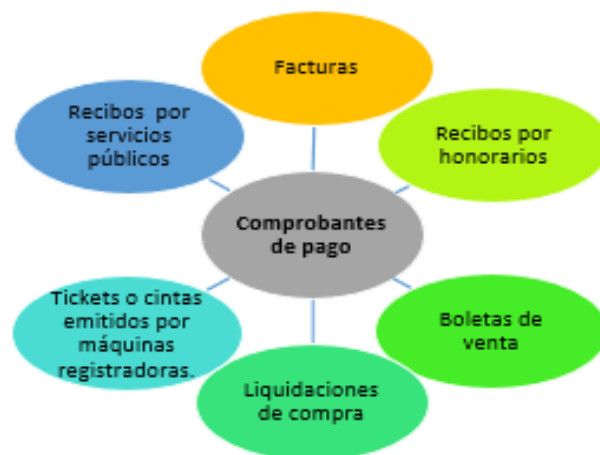 Facturas
Recibos por
honorarios
Boletas de
venta
Liquidaciones
de compra
Tickets o cintas
emitidos por
máquinas
registradoras.
Recibos por
servicios
públicos
Comprobantes
de pago